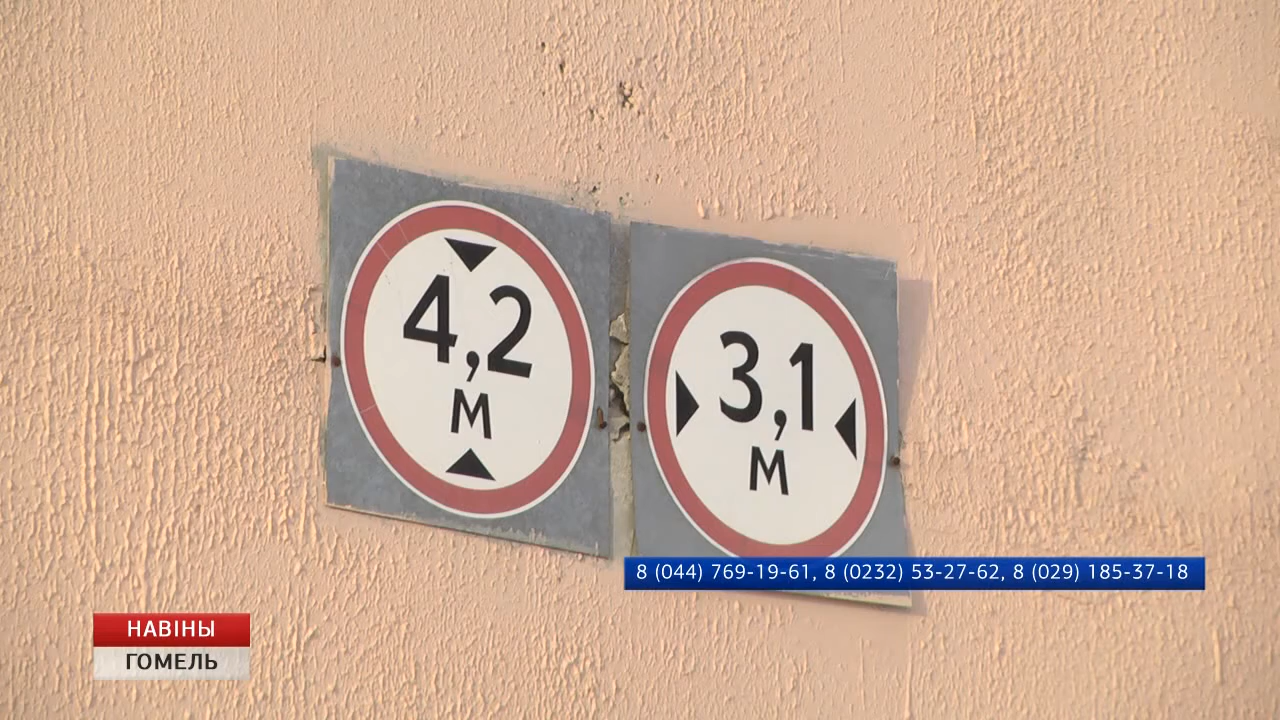 4,2
м
3,1
м
8 (044) 769-19-61, 8 (0232) 53-27-62, 8 (029) 185-37-18
НАВІНЫ
ГОМЕЛЬ